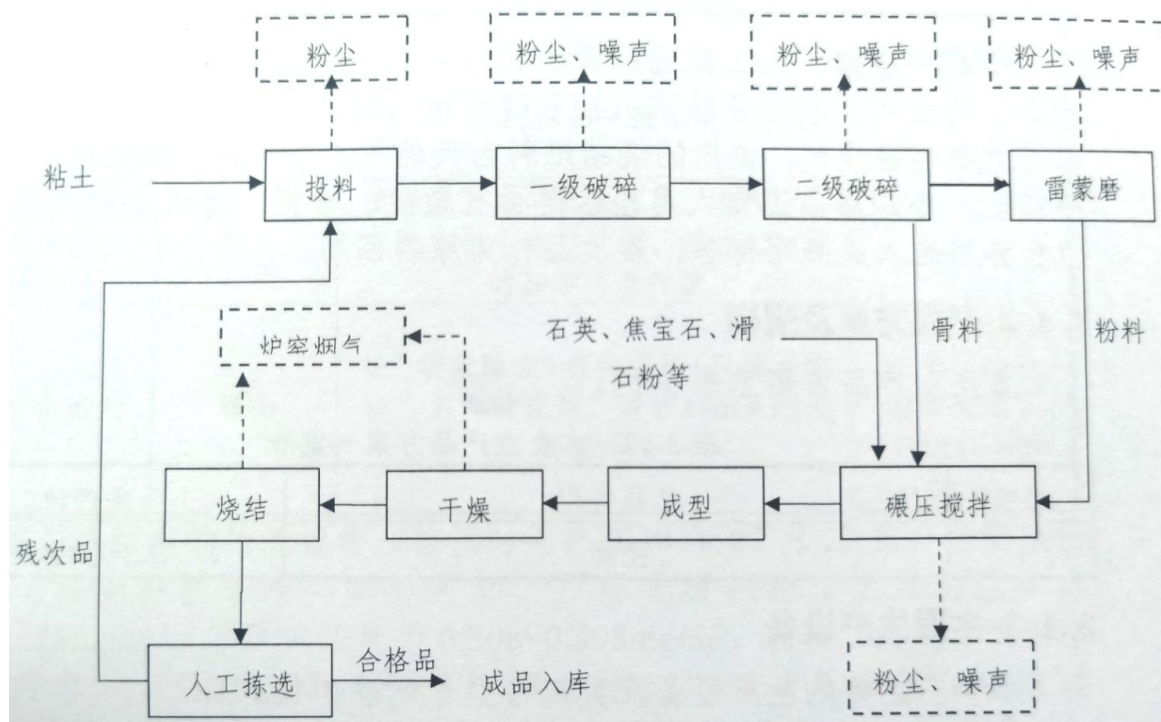 粉尘
粉尘、噪声
粉尘、噪声
粉尘、噪声
粘土
投料
一级破碎
二级破碎
雷蒙磨
炉窑烟气
石英、焦宝石、滑
石粉等
骨料
粉料
烧结
干燥
成型
碾压搅拌
残次品
人工拣选
合格品
成品入库
粉尘、噪声